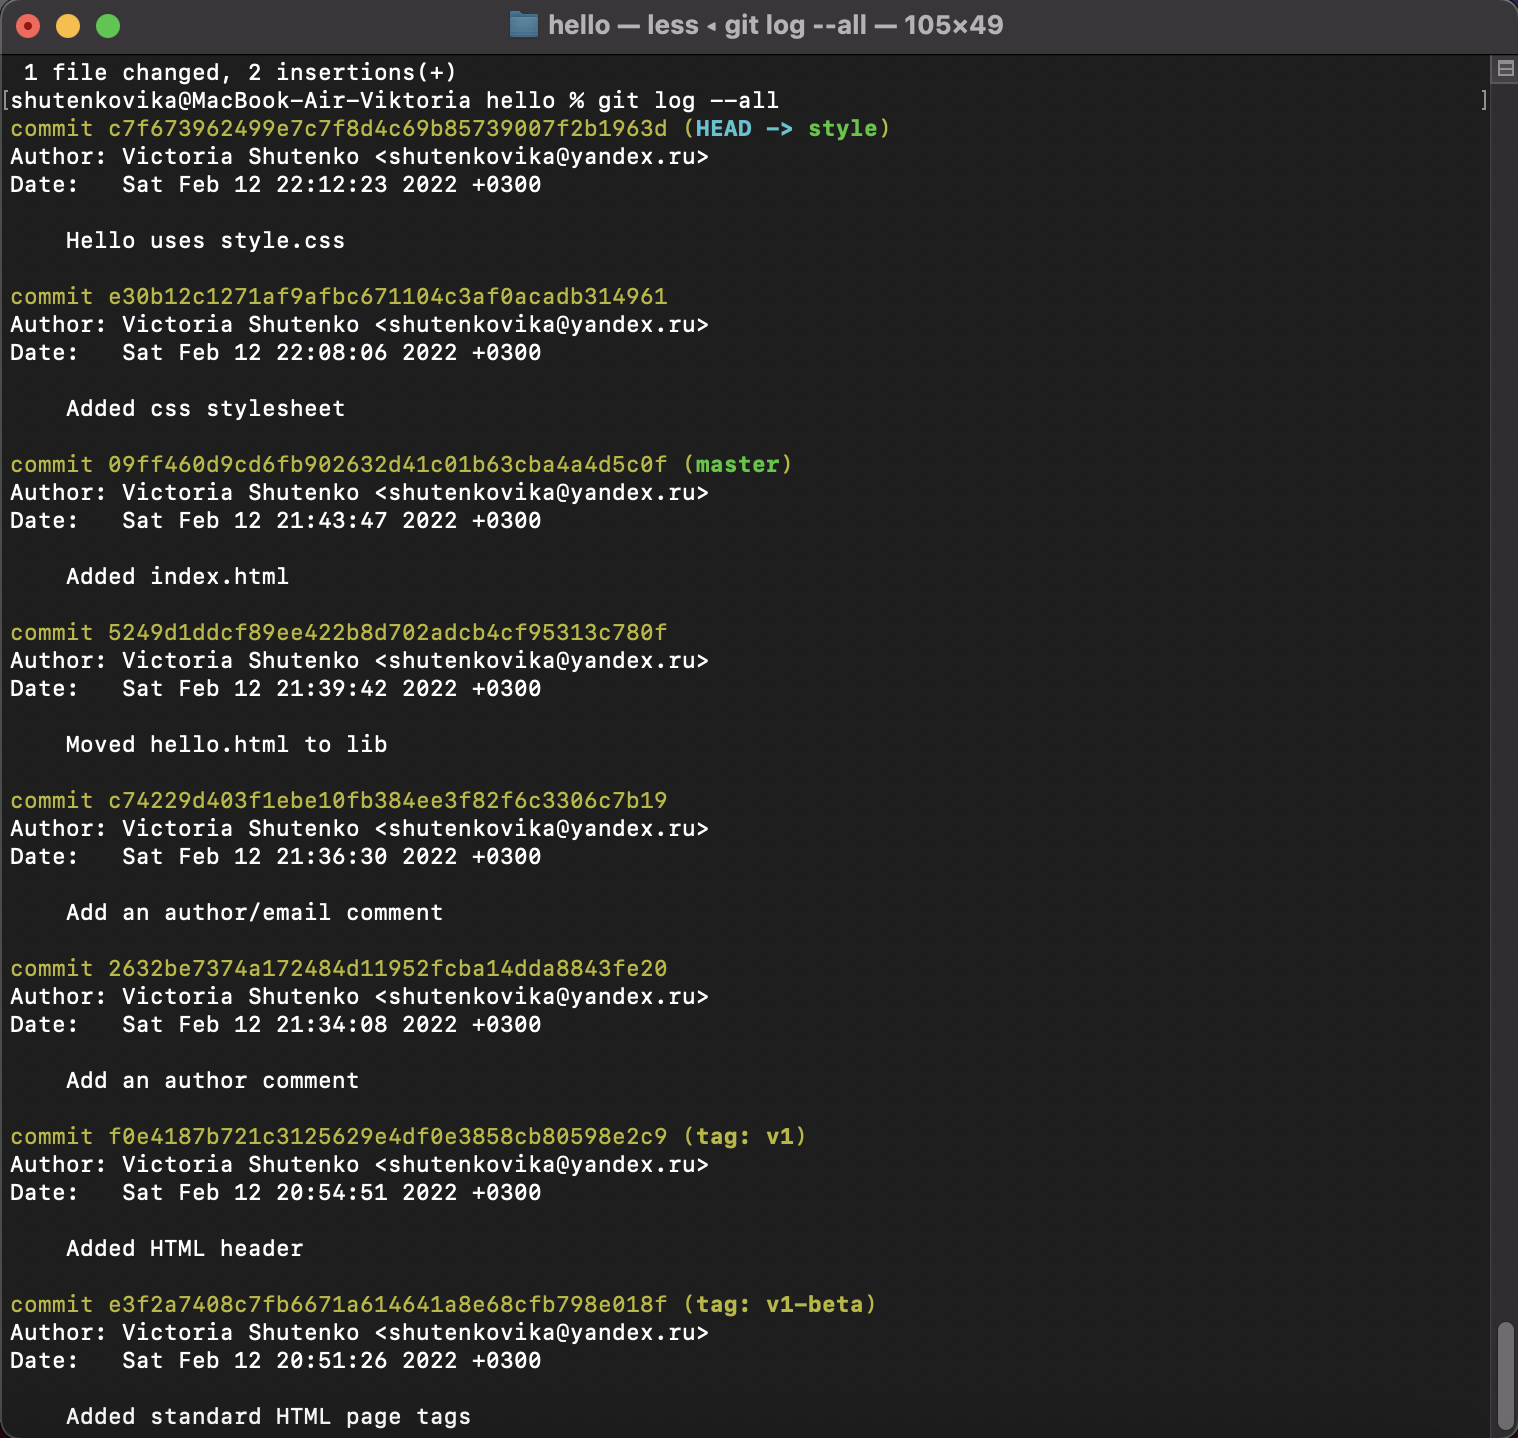 hello — less ◂ git log --all — 105×49
1 file changed, 2 insertions(+)
[shutenkovika@MacBook-Air-Viktoria hello % git log --all ]
commit c7f673962499e7c7f8d4c69b85739007f2b1963d (HEAD -> style)
Author: Victoria Shutenko <shutenkovika@yandex.ru>
Date:   Sat Feb 12 22:12:23 2022 +0300
Hello uses style.css
commit e30b12c1271af9afbc671104c3af0acadb314961
Author: Victoria Shutenko <shutenkovika@yandex.ru>
Date:   Sat Feb 12 22:08:06 2022 +0300
Added css stylesheet
commit 09ff460d9cd6fb902632d41c01b63cba4a4d5c0f (master)
Author: Victoria Shutenko <shutenkovika@yandex.ru>
Date:   Sat Feb 12 21:43:47 2022 +0300
Added index.html
commit 5249d1ddcf89ee422b8d702adcb4cf95313c780f
Author: Victoria Shutenko <shutenkovika@yandex.ru>
Date:   Sat Feb 12 21:39:42 2022 +0300
Moved hello.html to lib
commit c74229d403f1ebe10fb384ee3f82f6c3306c7b19
Author: Victoria Shutenko <shutenkovika@yandex.ru>
Date:   Sat Feb 12 21:36:30 2022 +0300
Add an author/email comment
commit 2632be7374a172484d11952fcba14dda8843fe20
Author: Victoria Shutenko <shutenkovika@yandex.ru>
Date:   Sat Feb 12 21:34:08 2022 +0300
Add an author comment
commit f0e4187b721c3125629e4df0e3858cb80598e2c9 (tag: v1)
Author: Victoria Shutenko <shutenkovika@yandex.ru>
Date:   Sat Feb 12 20:54:51 2022 +0300
Added HTML header
commit e3f2a7408c7fb6671a614641a8e68cfb798e018f (tag: v1-beta)
Author: Victoria Shutenko <shutenkovika@yandex.ru>
Date:   Sat Feb 12 20:51:26 2022 +0300
Added standard HTML page tags